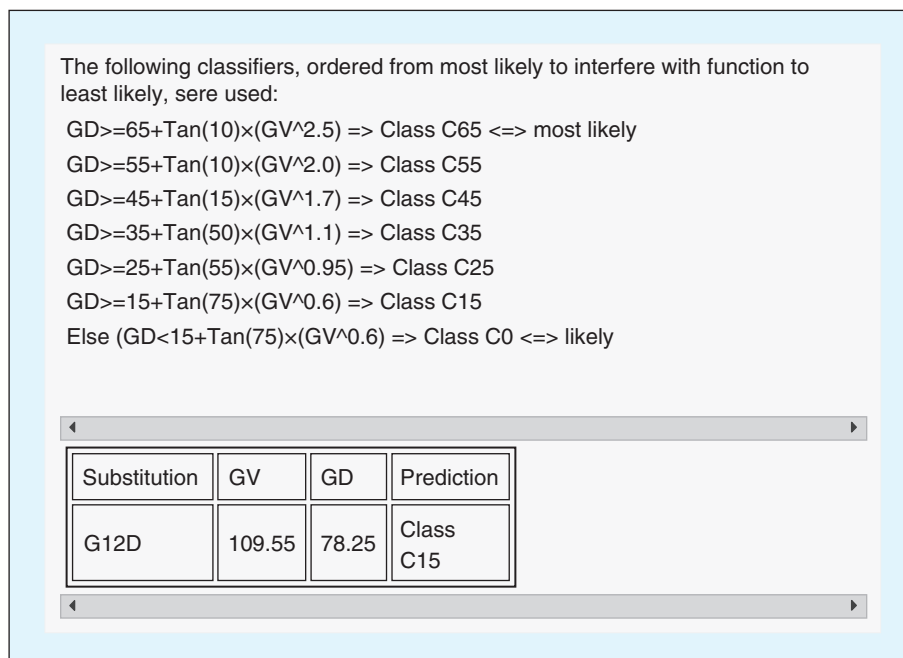 The following classifiers, ordered from most likely to interfere with function to
least likely, sere used:
GD>=65+Tan(10)×(GV^2.5) => Class C65 <=> most likely
GD>=55+Tan(10)×(GV^2.0) => Class C55
GD>=45+Tan(15)×(GV^1.7) => Class C45
GD>=35+Tan(50)×(GV^1.1) => Class C35
GD>=25+Tan(55)×(GV^0.95) => Class C25
GD>=15+Tan(75)×(GV^0.6) => Class C15
Else (GD<15+Tan(75)×(GV^0.6) => Class C0 <=> likely
Substitution GV GD Prediction
G12D 109.55 78.25 Class
C15